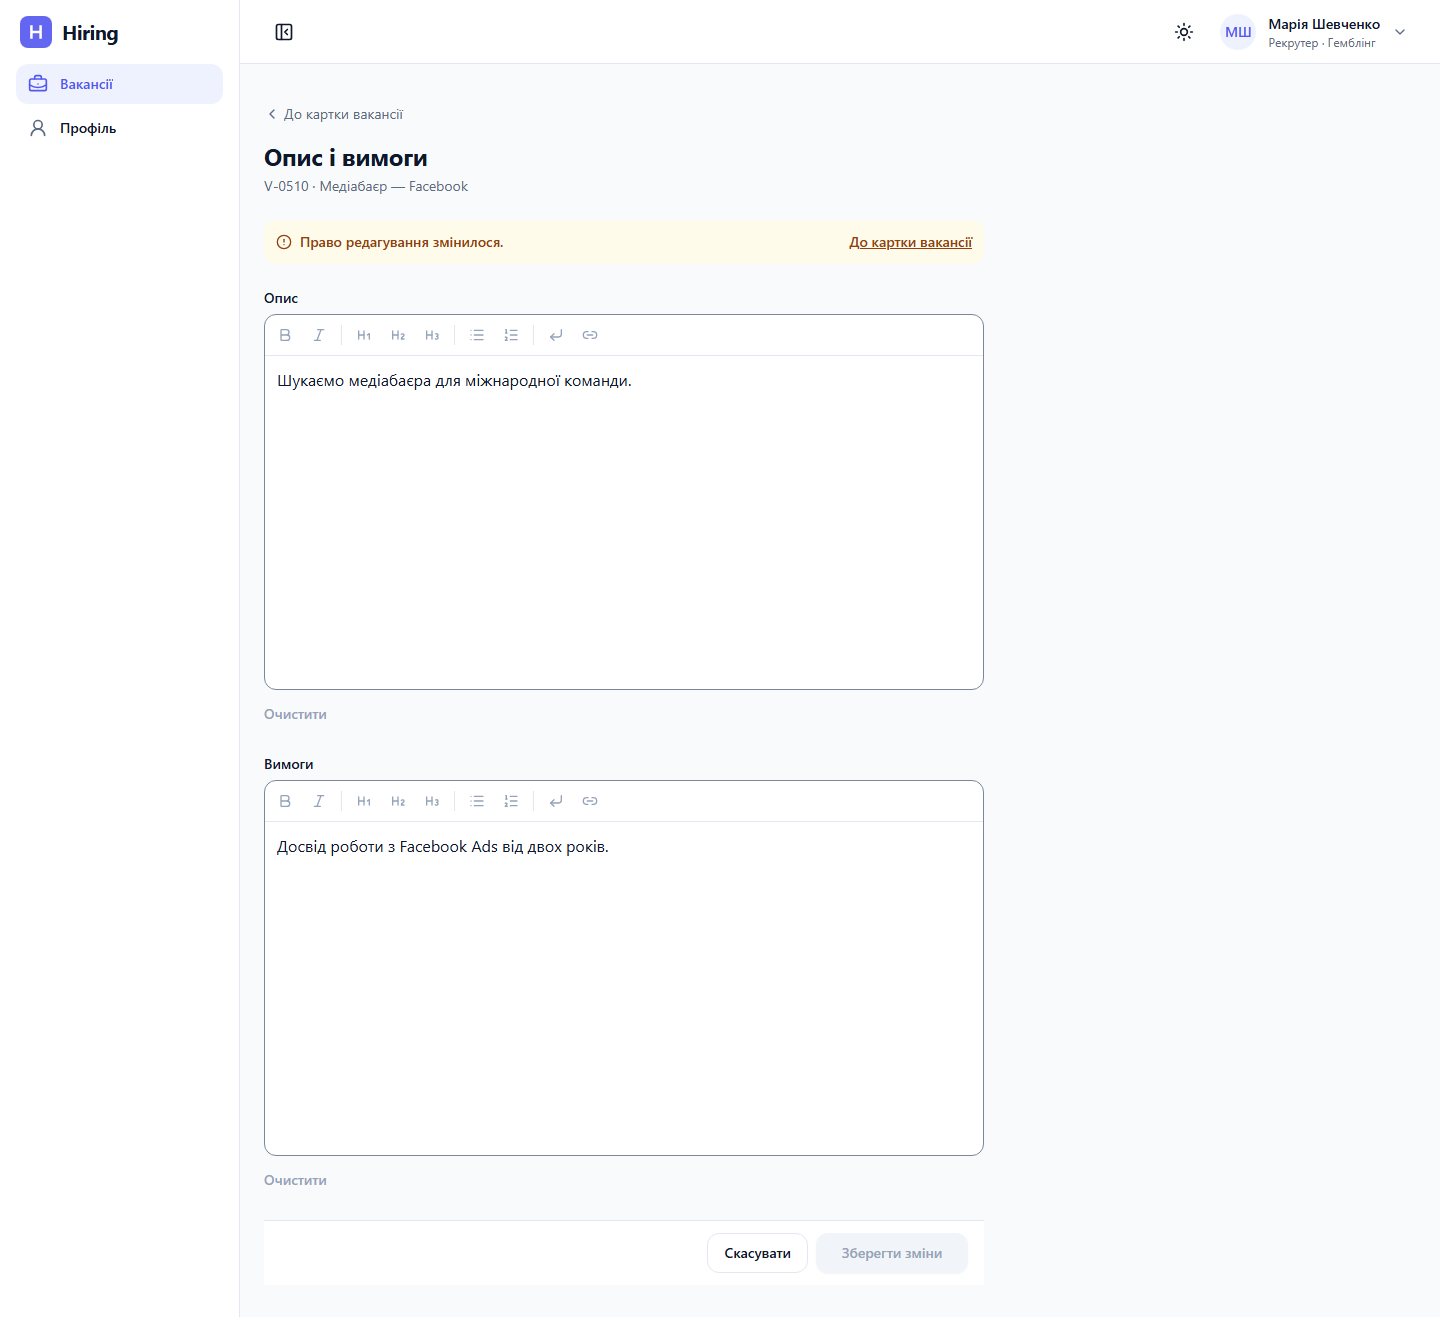 H Hiring
Марія Шевченко
МШ
Рекрутер · Гемблінг
Вакансії
Профіль
До картки вакансії
Опис і вимоги
V-0510 · Медіабаєр — Facebook
Право редагування змінилося. До картки вакансії
Опис
B I H1 H2 H3
Шукаємо медіабаєра для міжнародної команди.
Очистити
Вимоги
B I H1 H2 H3
Досвід роботи з Facebook Ads від двох років.
Очистити
Скасувати Зберегти зміни